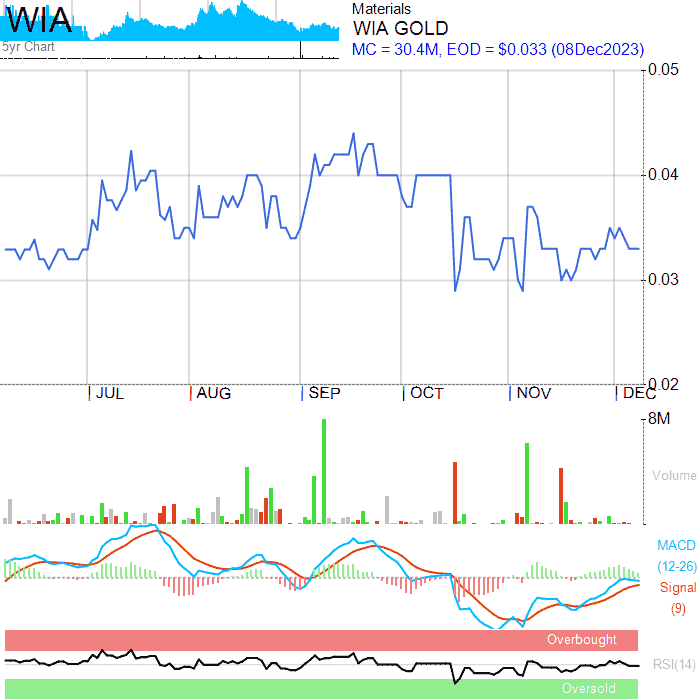 WIA
5yr Chart
Materials
WIA GOLD
MC = 30.4M, EOD = $0.033 (08Dec2023)
0.05
0.04
0.03
0.02
JUL AUG SEP OCT NOV DEC
8M
Volume
MACD
(12-26)
Signal
(9)
Overbought
RSI(14)
Oversold